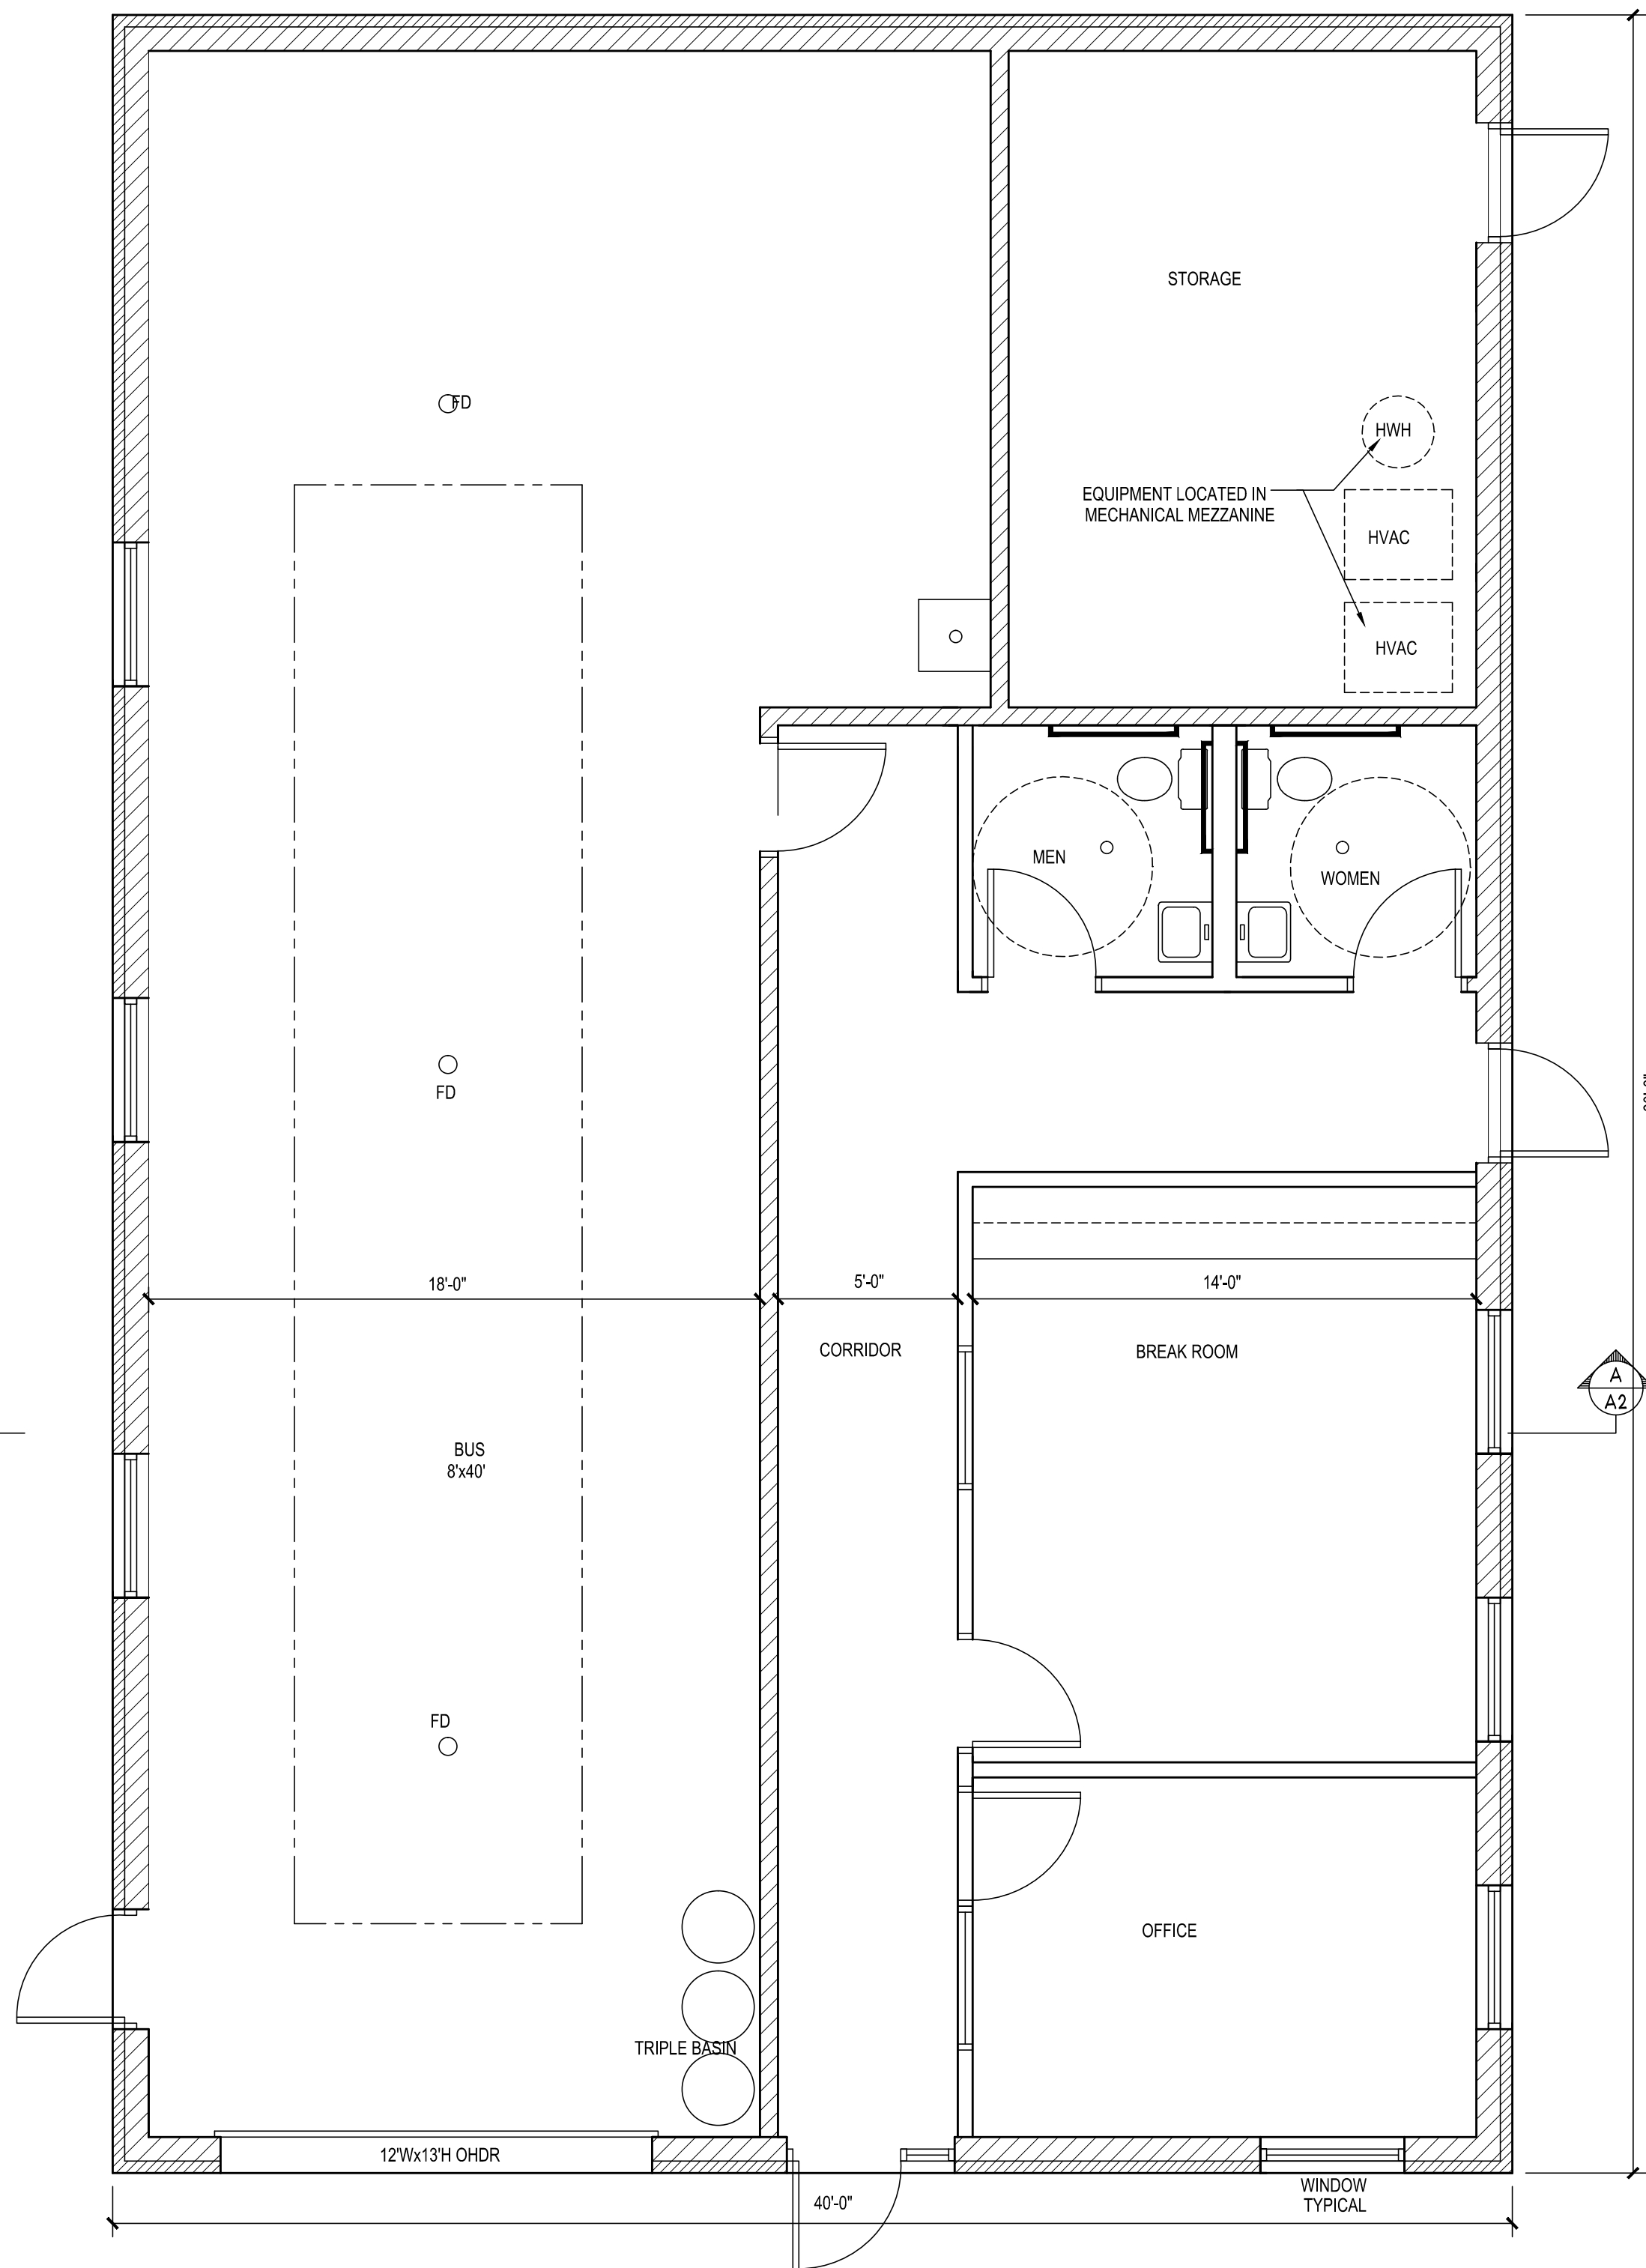 STORAGE
FD
HWH
EQUIPMENT LOCATED IN
MECHANICAL MEZZANINE
HVAC
HVAC
MEN
WOMEN
FD
18'-0"
5'-0"
14'-0"
CORRIDOR
BREAK ROOM
A
A2
BUS
8'x40'
FD
OFFICE
TRIPLE BASIN
12'Wx13'H OHDR
WINDOW
TYPICAL
40'-0"